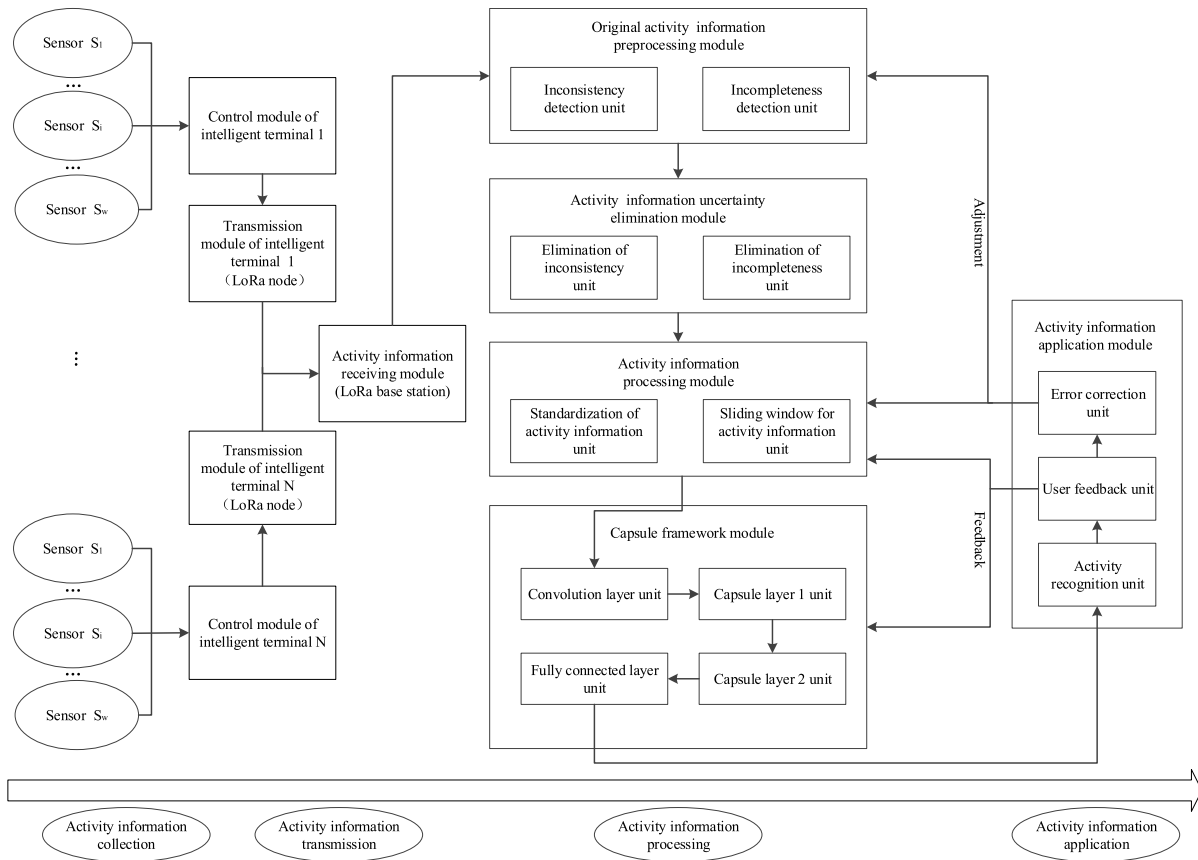 Sensor S1
...
Sensor Si
...
Sensor Sw
Control module of
intelligent terminal 1
Transmission
module of intelligent
terminal 1
（LoRa node）
...
Transmission
module of intelligent
terminal N
（LoRa node）
Sensor S1
...
Sensor Si
...
Sensor Sw
Control module of
intelligent terminal N
Activity information
receiving module
(LoRa base station)
Original activity information
preprocessing module
Inconsistency
detection unit
Incompleteness
detection unit
Activity information uncertainty
elimination module
Elimination of
inconsistency
unit
Elimination of
incompleteness
unit
Activity information
processing module
Standardization of
activity information
unit
Sliding window for
activity information
unit
Capsule framework module
Convolution layer unit
Capsule layer 1 unit
Fully connected layer
unit
Capsule layer 2 unit
Adjustment
Feedback
Activity information
application module
Error correction
unit
User feedback unit
Activity
recognition unit
Activity information
collection
Activity information
transmission
Activity information
processing
Activity information
application